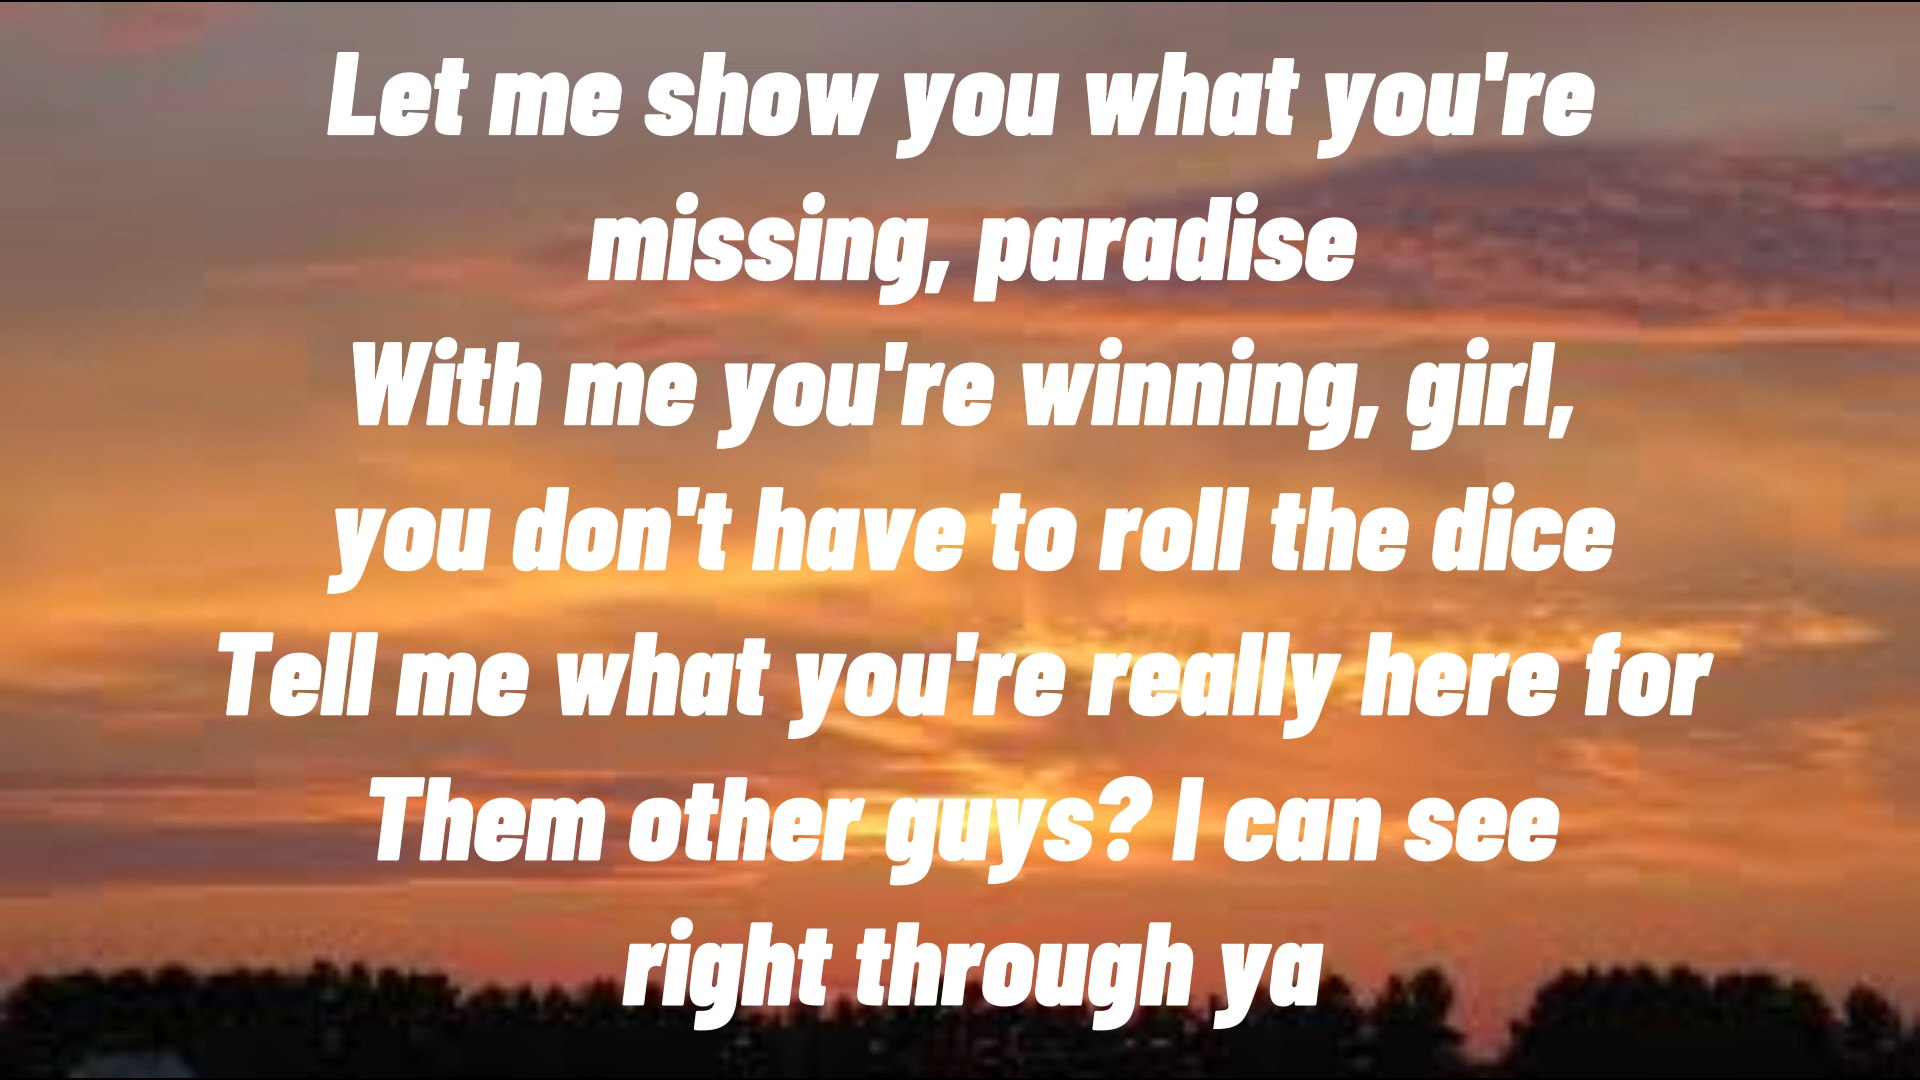 Let me show you what you're
missing, paradise
With me you're winning, girl,
you don't have to roll the dice
Tell me what you're really here for
Them other guys? I can see
right through ya